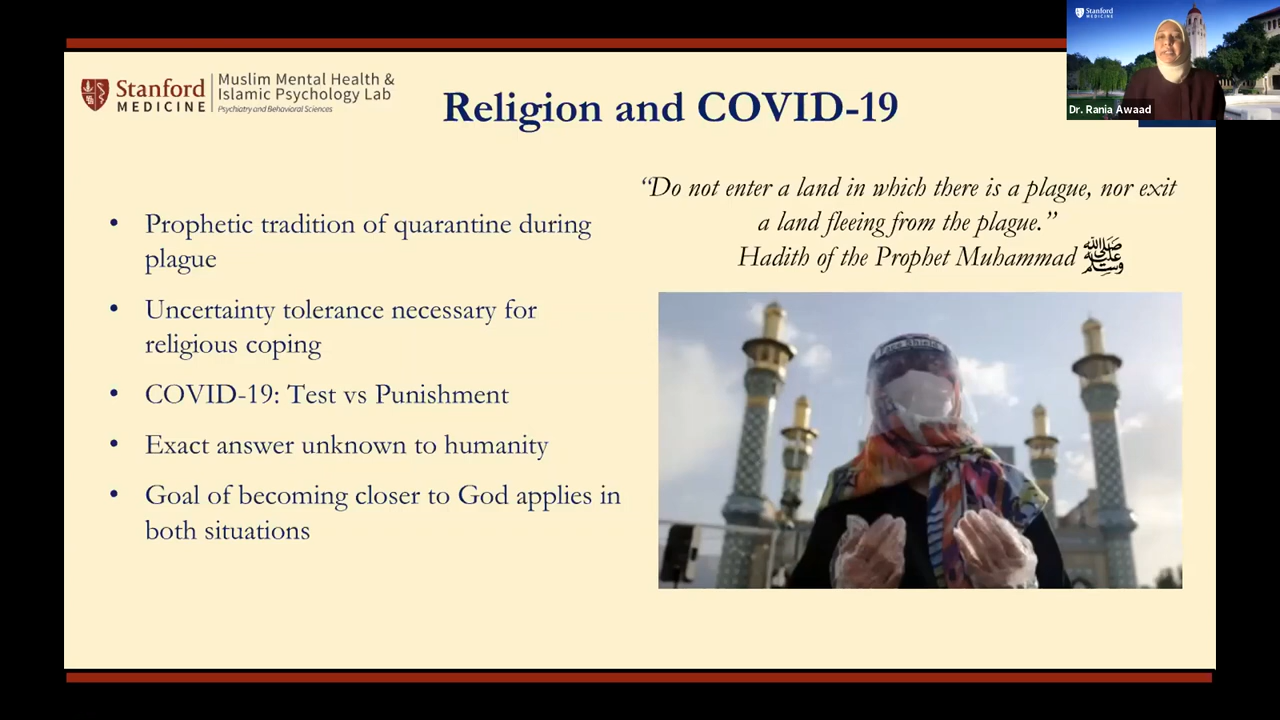 Stanford
MEDICINE
Muslim Mental Health &
Islamic Psychology Lab
Psychiatry and Behavioral Sciences
Religion and COVID-19
Stanford
MEDICINE
Dr. Rania Awaad
• Prophetic tradition of quarantine during
plague
• Uncertainty tolerance necessary for
religious coping
• COVID-19: Test vs Punishment
• Exact answer unknown to humanity
• Goal of becoming closer to God applies in
both situations
“Do not enter a land in which there is a plague, nor exit
a land fleeing from the plague.”
Hadith of the Prophet Muhammad ﷺ
Face Shield